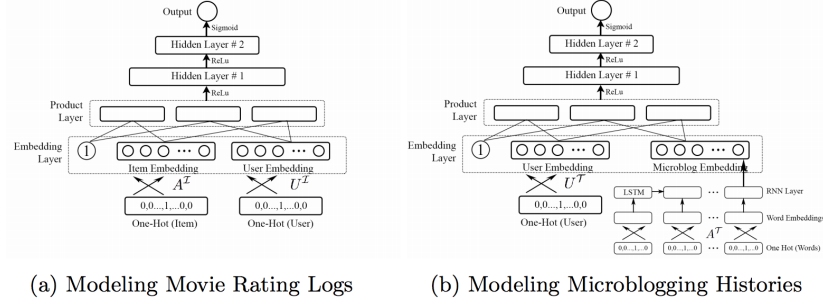 Output
Sigmoid
Hidden Layer # 2
ReLu
Hidden Layer # 1
ReLu
Product
Layer
Embedding
Layer
1
Item Embedding
User Embedding
A^I
U^I
0,0...,1,...0,0
0,0...,1,...0,0
One-Hot (Item)
One-Hot (User)
(a) Modeling Movie Rating Logs
Output
Sigmoid
Hidden Layer # 2
ReLu
Hidden Layer # 1
ReLu
Product
Layer
Embedding
Layer
1
User Embedding
Microblog Embedding
U^T
0,0...,1,...0,0
One-Hot (User)
LSTM
...
RNN Layer
...
Word Embeddings
A^T
0,0...,1,...0
0,0...,1,...0
...
0,0...,1,...0
One Hot (Words)
(b) Modeling Microblogging Histories